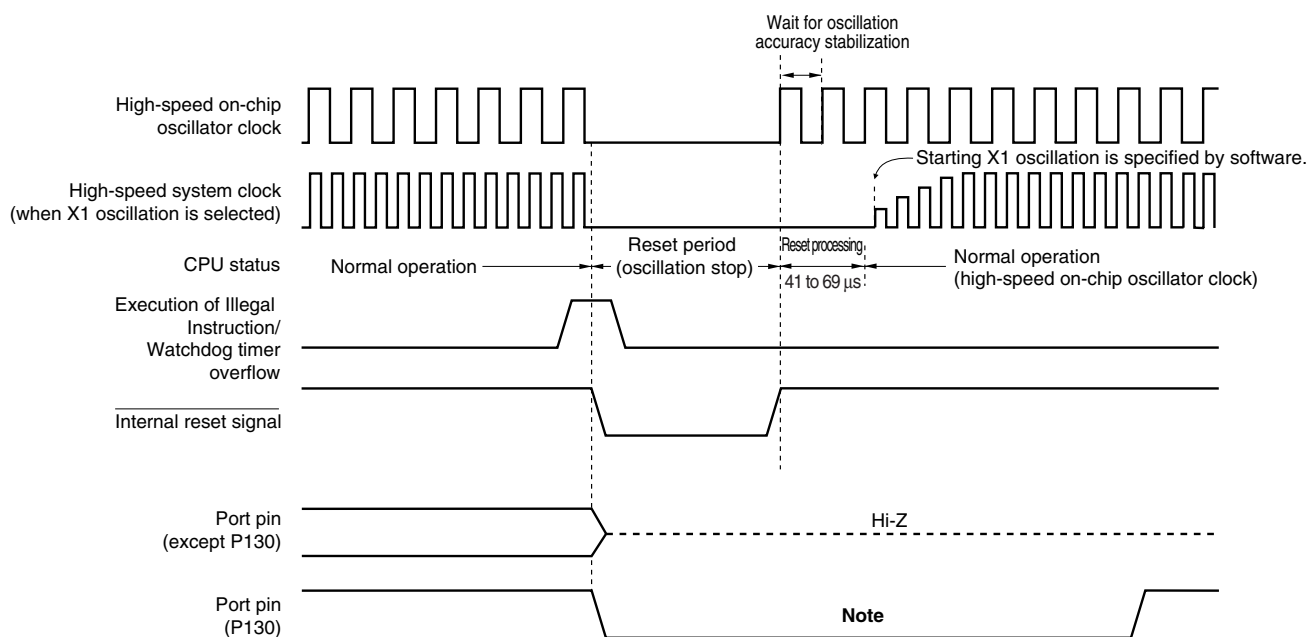 Wait for oscillation
accuracy stabilization
High-speed on-chip
oscillator clock
Starting X1 oscillation is specified by software.
High-speed system clock
(when X1 oscillation is selected)
CPU status
Normal operation
Reset period
(oscillation stop)
Reset processing
41 to 69 µs
Normal operation
(high-speed on-chip oscillator clock)
Execution of Illegal
Instruction/
Watchdog timer
overflow
Internal reset signal
Port pin
(except P130)
Hi-Z
Port pin
(P130)
Note